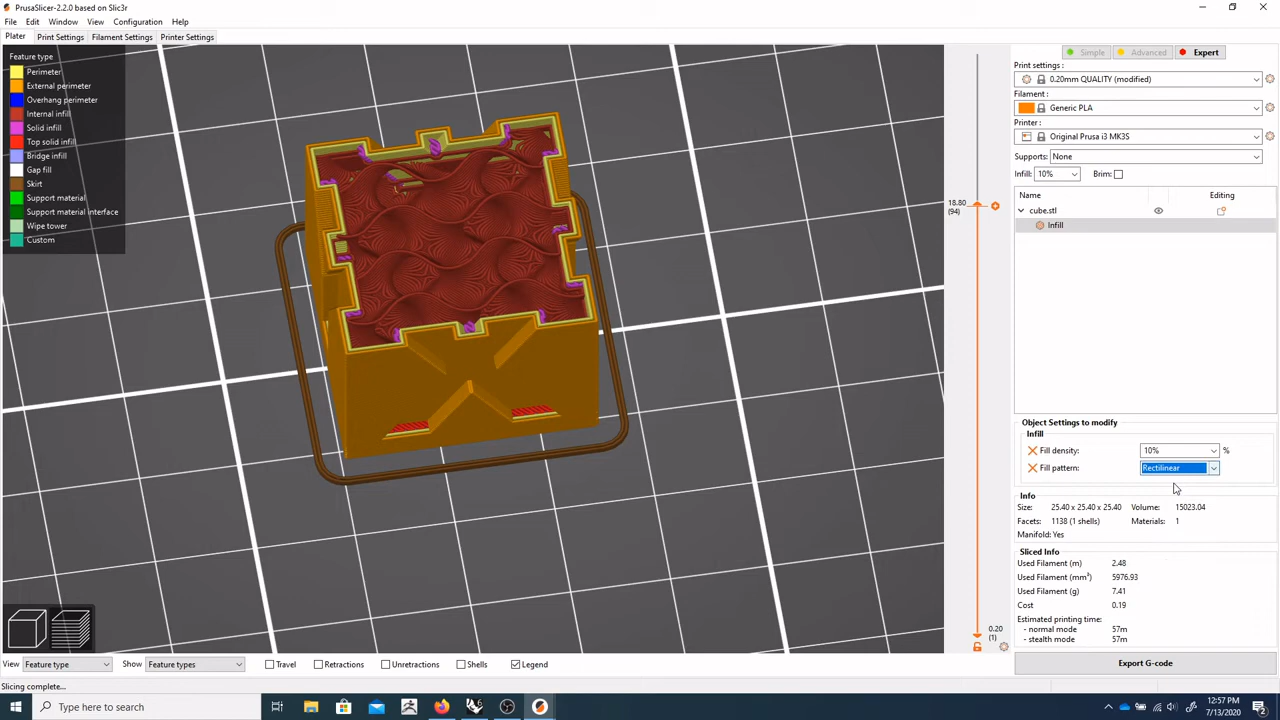 PrusaSlicer-2.2.0 based on Slic3r
File Edit Window View Configuration Help
Plater Print Settings Filament Settings Printer Settings
Feature type
Perimeter
External perimeter
Overhang perimeter
Internal infill
Solid infill
Top solid infill
Bridge infill
Gap fill
Skirt
Support material
Support material interface
Wipe tower
Custom
18.80
(94)
0.20
(1)
Simple Advanced Expert
Print settings :
0.20mm QUALITY (modified)
Filament :
Generic PLA
Printer :
Original Prusa i3 MK3S
Supports: None
Infill: 10% Brim:
Name Editing
cube.stl
Infill
Object Settings to modify
Infill
Fill density: 10% %
Fill pattern: Rectilinear
Info
Size: 25.40 x 25.40 x 25.40 Volume: 15023.04
Facets: 1138 (1 shells) Materials: 1
Manifold: Yes
Sliced Info
Used Filament (m) 2.48
Used Filament (mm³) 5976.93
Used Filament (g) 7.41
Cost 0.19
Estimated printing time:
- normal mode 57m
- stealth mode 57m
Export G-code
View Feature type Show Feature types Travel Retractions Unretractions Shells Legend
Slicing complete...
Type here to search
12:57 PM
7/13/2020
2